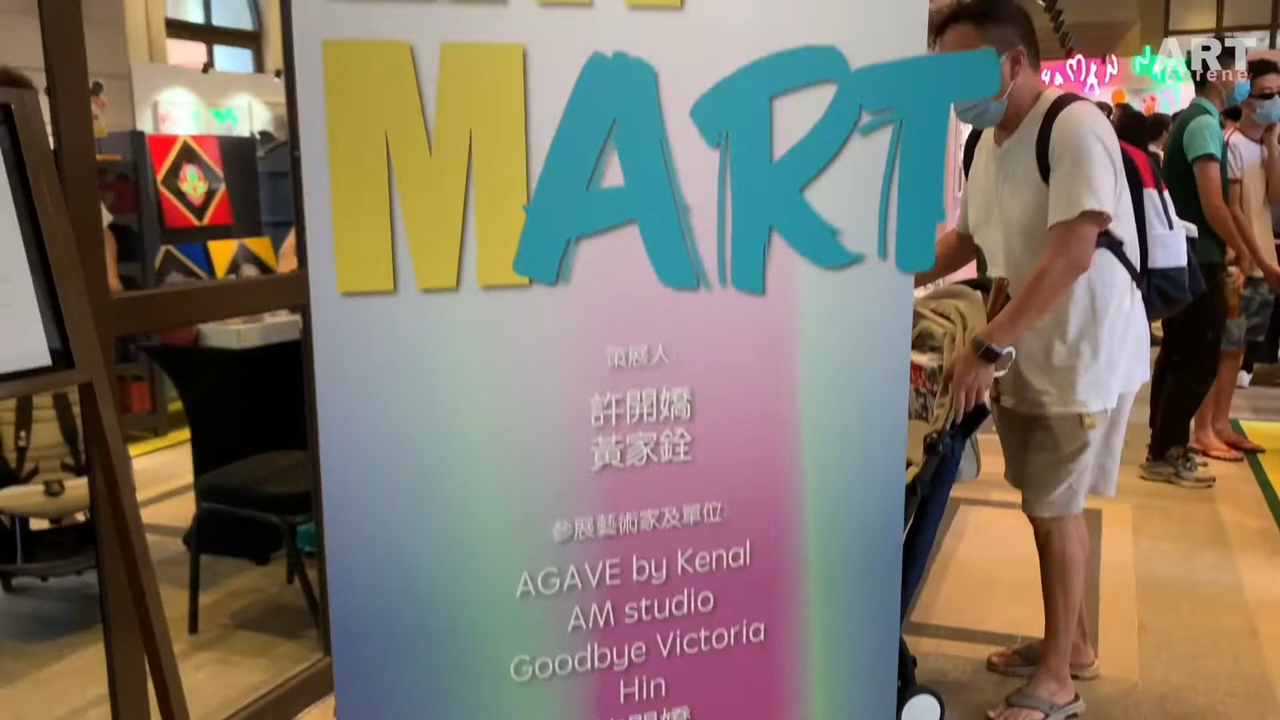 MART
策展人
許開嬌
黃家銓
參展藝術家及單位
AGAVE by Kenal
AM studio
Goodbye Victoria
Hin
ART